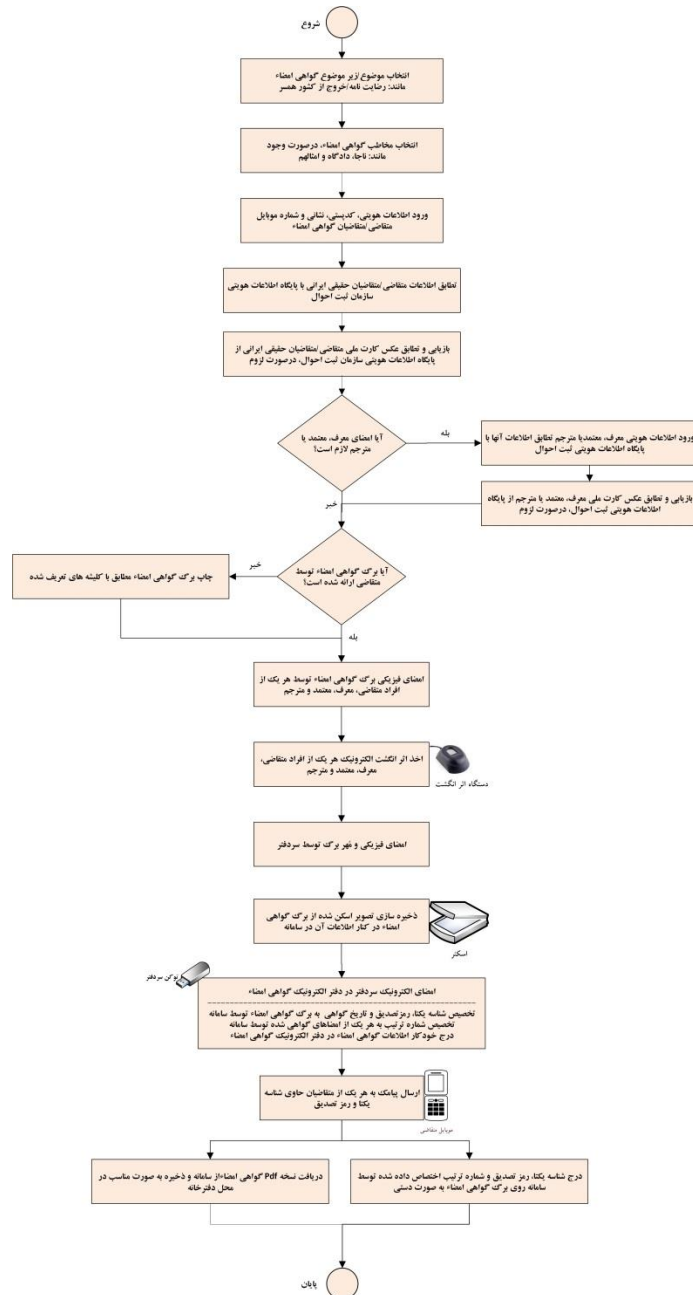 شروع
انتخاب موضوع/زیر موضوع گواهی امضاء
مانند: رضایت نامه/خروج از کشور همسر
انتخاب مخاطب گواهی امضاء، درصورت وجود
مانند: ناجا، دادگاه و امثالهم
ورود اطلاعات هویتی، کدپستی، نشانی و شماره موبایل
متقاضی/متقاضیان گواهی امضاء
تطابق اطلاعات متقاضی/متقاضیان حقیقی ایرانی با پایگاه اطلاعات هویتی
سازمان ثبت احوال
بازیابی و تطابق عکس کارت ملی متقاضی/متقاضیان حقیقی ایرانی از
پایگاه اطلاعات هویتی سازمان ثبت احوال، درصورت لزوم
آیا امضای معرف، معتمد یا
مترجم لازم است؟
بله
ورود اطلاعات هویتی معرف، معتمدیا مترجم تطابق اطلاعات آنها با
پایگاه اطلاعات هویتی ثبت احوال
بازیابی و تطابق عکس کارت ملی معرف، معتمد یا مترجم از پایگاه
اطلاعات هویتی ثبت احوال، درصورت لزوم
خیر
آیا برگ گواهی امضاء توسط
متقاضی ارائه شده است؟
خیر
چاپ برگ گواهی امضاء مطابق با کلیشه های تعریف شده
بله
امضای فیزیکی برگ گواهی امضاء توسط هر یک از
افراد متقاضی، معرف، معتمد و مترجم
اخذ اثر انگشت الکترونیک هر یک از افراد متقاضی،
معرف، معتمد و مترجم
دستگاه اثر انگشت
امضای فیزیکی و مهر برگ توسط سردفتر
ذخیره سازی تصویر اسکن شده از برگ گواهی
امضاء در کنار اطلاعات آن در سامانه
اسکنر
توکن سردفتر
امضای الکترونیک سردفتر در دفتر الکترونیک گواهی امضاء
تخصیص شناسه یکتا، رمزتصدیق و تاریخ گواهی به برگ گواهی امضاء توسط سامانه
تخصیص شماره ترتیب به هر یک از امضاهای گواهی شده توسط سامانه
درج خودکار اطلاعات گواهی امضاء در دفتر الکترونیک گواهی امضاء
ارسال پیامک به هر یک از متقاضیان حاوی شناسه
یکتا و رمز تصدیق
موبایل متقاضی
درج شناسه یکتا، رمز تصدیق و شماره ترتیب اختصاص داده شده توسط
سامانه روی برگ گواهی امضاء به صورت دستی
دریافت نسخه Pdf گواهی امضاءاز سامانه و ذخیره به صورت مناسب در
محل دفترخانه
پایان